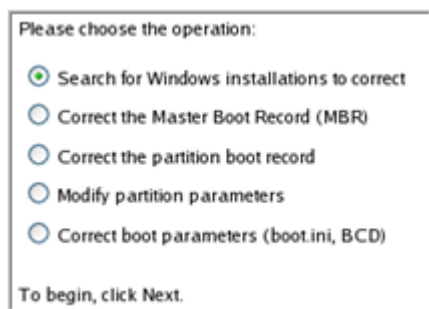 Please choose the operation:
Search for Windows installations to correct
Correct the Master Boot Record (MBR)
Correct the partition boot record
Modify partition parameters
Correct boot parameters (boot.ini, BCD)
To begin, click Next.